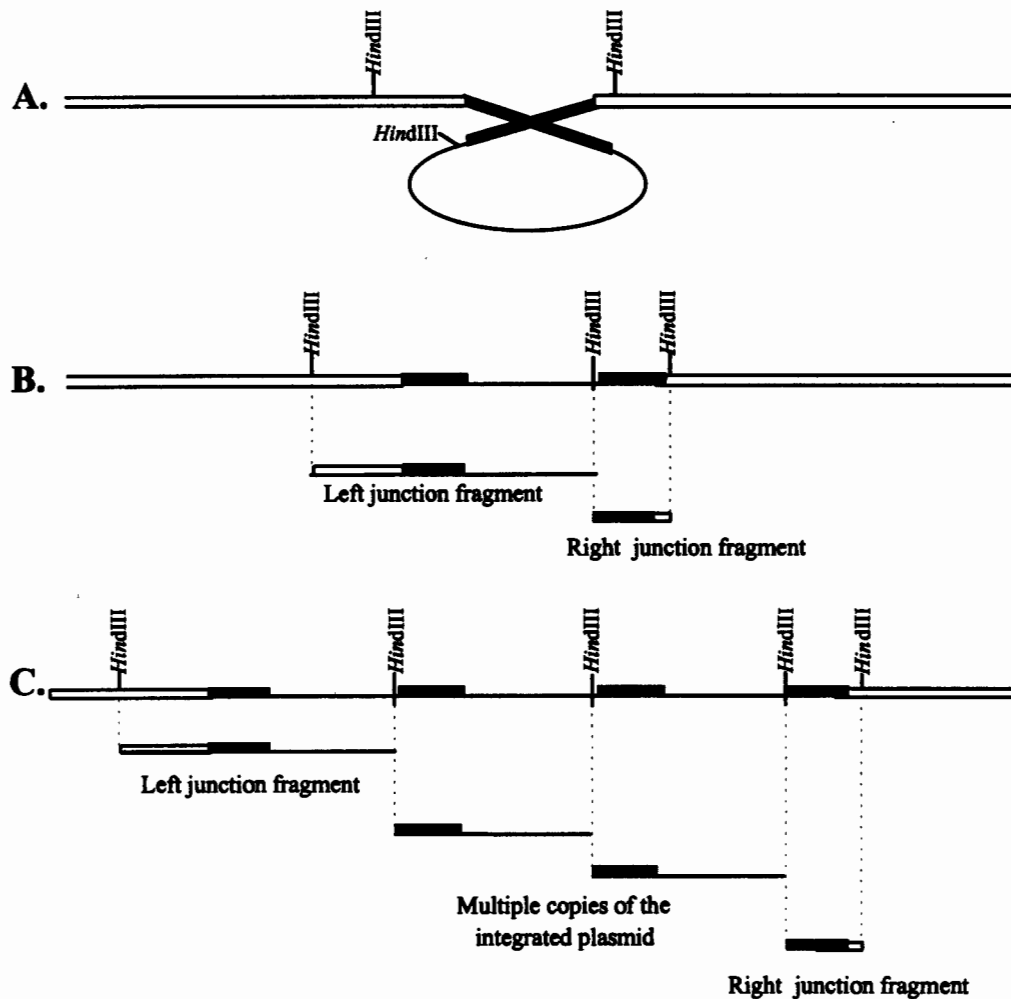 HindIII
HindIII
A.
HindIII
HindIII
HindIII
HindIII
B.
Left junction fragment
Right junction fragment
HindIII
HindIII
HindIII
HindIII
HindIII
C.
Left junction fragment
Multiple copies of the
integrated plasmid
Right junction fragment